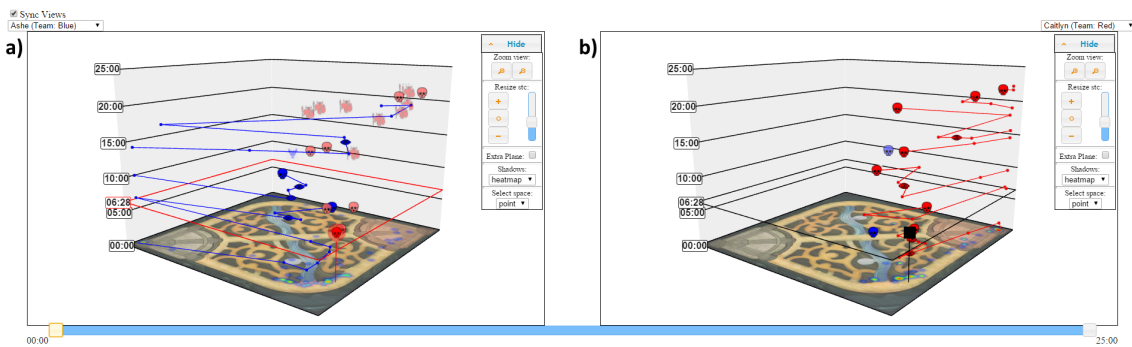 Sync Views
Ashe (Team: Blue)
Caitlyn (Team: Red)
a)
Hide
Zoom view:
Resize stc:
Extra Plane:
Shadows:
heatmap
Select space:
point
25:00
20:00
15:00
10:00
06:28
05:00
00:00
b)
Hide
Zoom view:
Resize stc:
Extra Plane:
Shadows:
heatmap
Select space:
point
25:00
20:00
15:00
10:00
06:28
05:00
00:00
00:00
25:00